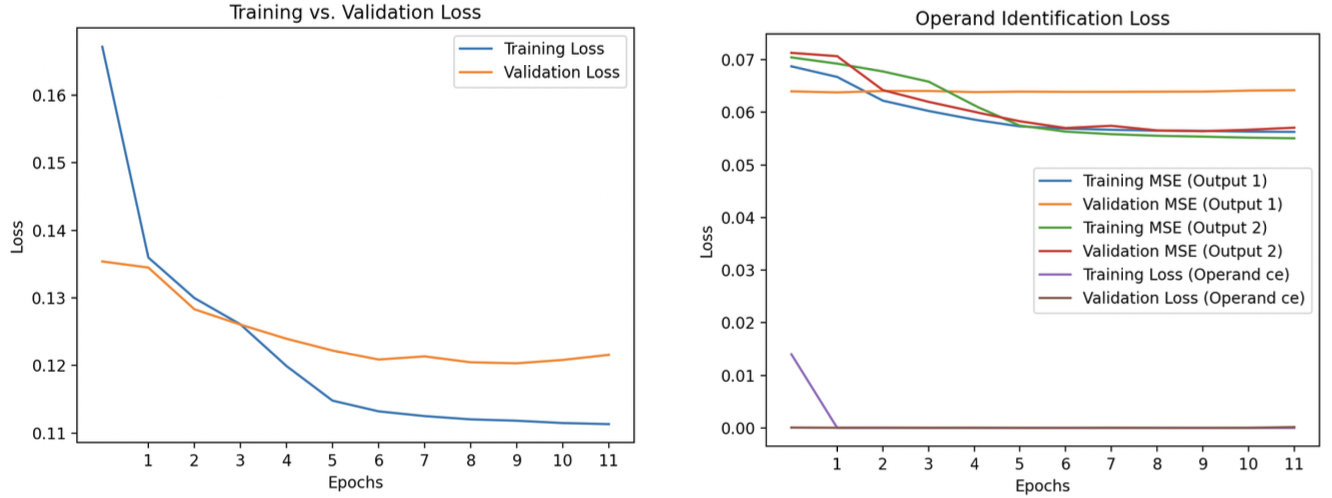 Training vs. Validation Loss
Training Loss
Validation Loss
0.16
0.15
0.14
0.13
0.12
0.11
Loss
1 2 3 4 5 6 7 8 9 10 11
Epochs
Operand Identification Loss
0.07
0.06
0.05
0.04
0.03
0.02
0.01
0.00
Loss
Training MSE (Output 1)
Validation MSE (Output 1)
Training MSE (Output 2)
Validation MSE (Output 2)
Training Loss (Operand ce)
Validation Loss (Operand ce)
1 2 3 4 5 6 7 8 9 10 11
Epochs